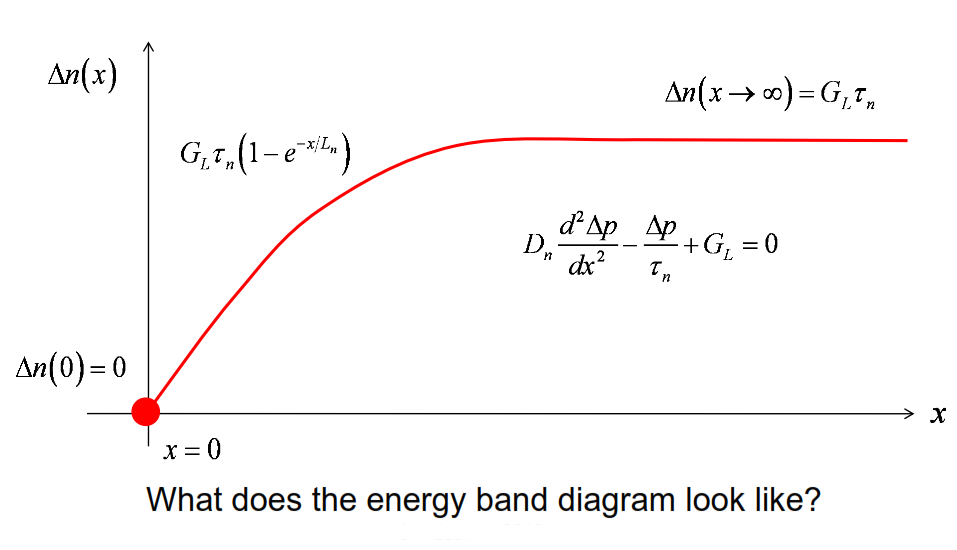 Δn(x)
Δn(x → ∞) = G_L τ_n
G_L τ_n (1 − e^{−x/L_n})
D_n d²Δp/dx² − Δp/τ_n + G_L = 0
Δn(0) = 0
x
x = 0
What does the energy band diagram look like?